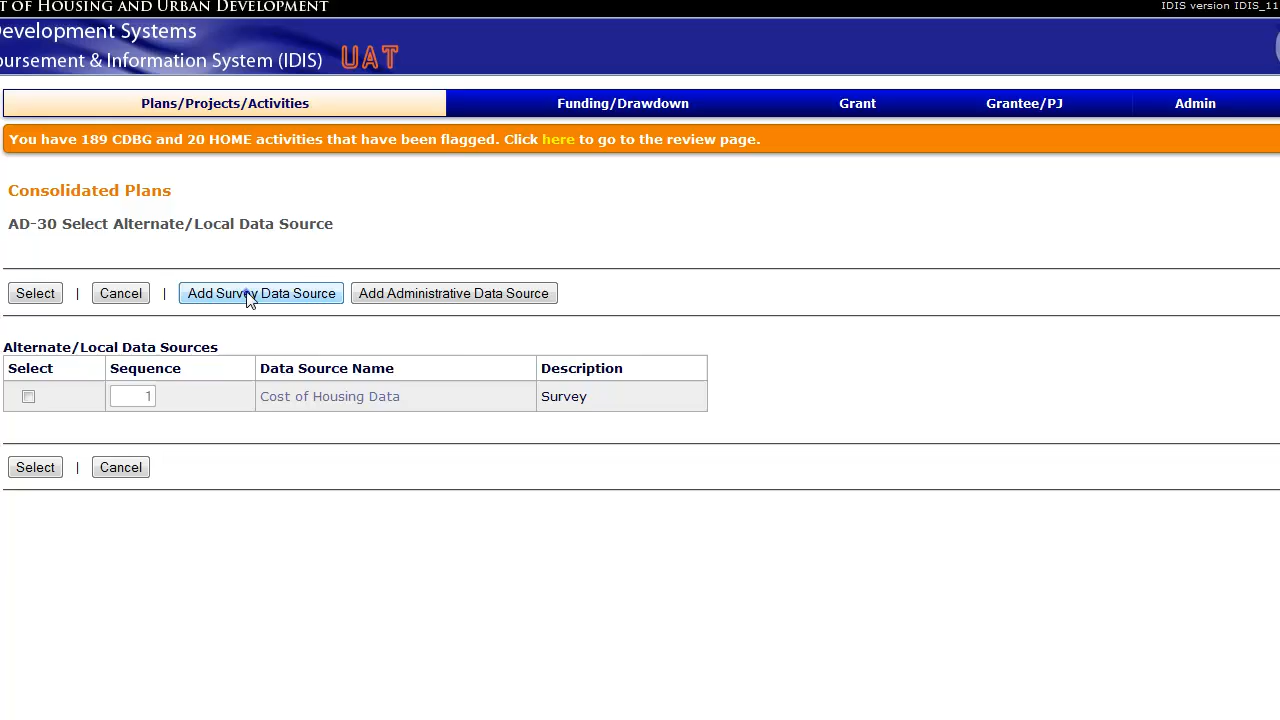 t of Housing and Urban Development
IDIS version IDIS_11
Development Systems
bursement & Information System (IDIS) UAT
Plans/Projects/Activities Funding/Drawdown Grant Grantee/PJ Admin
You have 189 CDBG and 20 HOME activities that have been flagged. Click here to go to the review page.
Consolidated Plans
AD-30 Select Alternate/Local Data Source
Select | Cancel | Add Survey Data Source Add Administrative Data Source
Alternate/Local Data Sources
Select Sequence Data Source Name Description
1 Cost of Housing Data Survey
Select | Cancel